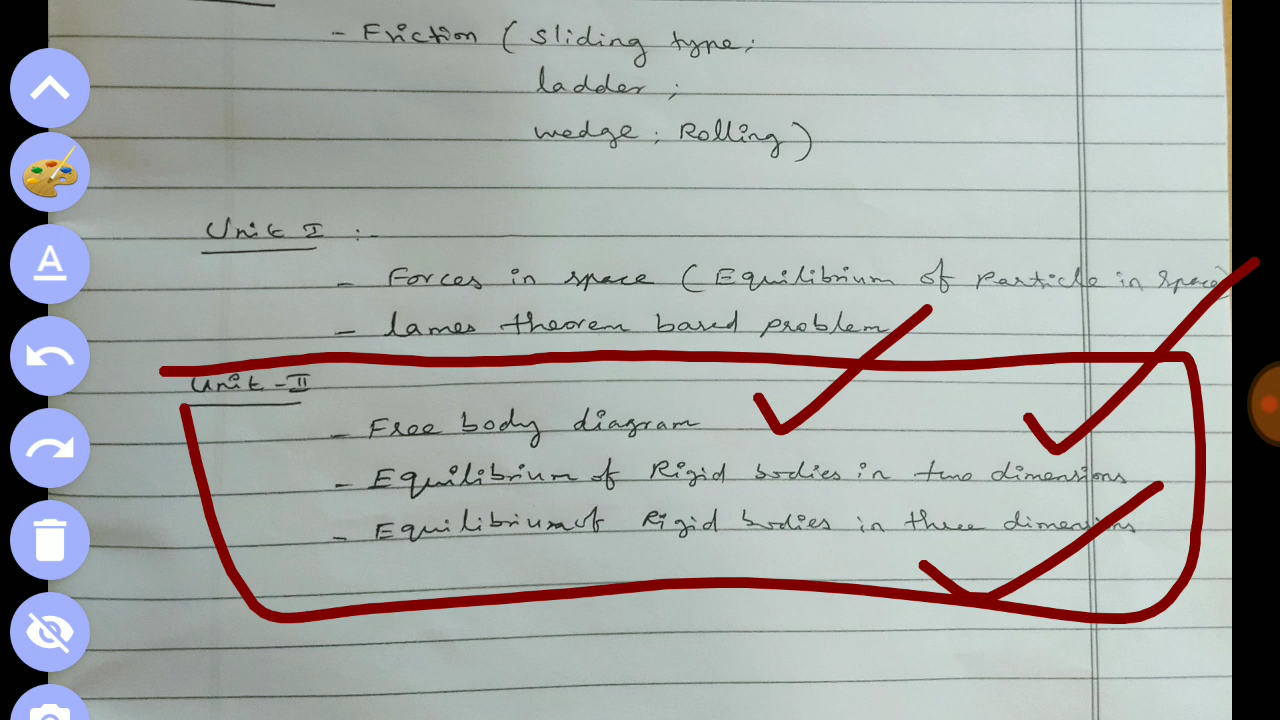 - Friction ( sliding type;
ladder ;
wedge ; Rolling )
Unit I :-
- Forces in space ( Equilibrium of Particle in space)
- lames theorem based problem
Unit - II
- Free body diagram
- Equilibrium of Rigid bodies in two dimensions
- Equilibrium of Rigid bodies in three dimensions
A